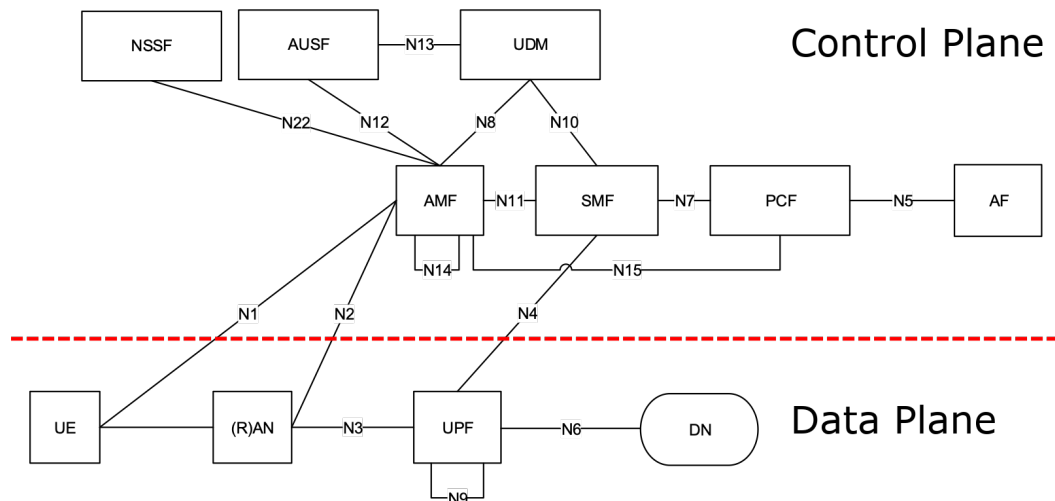 Control Plane
NSSF
AUSF
N13
UDM
N22
N12
N8
N10
AMF
N11
SMF
N7
PCF
N5
AF
N14
N15
N1
N2
N4
UE
(R)AN
N3
UPF
N6
DN
Data Plane
N9